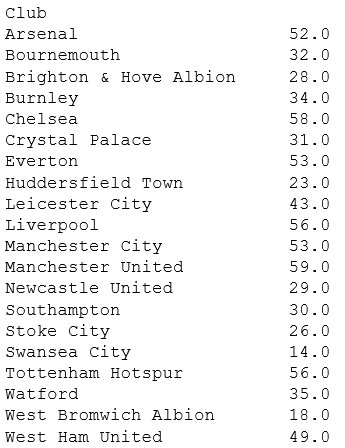 Club
Arsenal 52.0
Bournemouth 32.0
Brighton & Hove Albion 28.0
Burnley 34.0
Chelsea 58.0
Crystal Palace 31.0
Everton 53.0
Huddersfield Town 23.0
Leicester City 43.0
Liverpool 56.0
Manchester City 53.0
Manchester United 59.0
Newcastle United 29.0
Southampton 30.0
Stoke City 26.0
Swansea City 14.0
Tottenham Hotspur 56.0
Watford 35.0
West Bromwich Albion 18.0
West Ham United 49.0